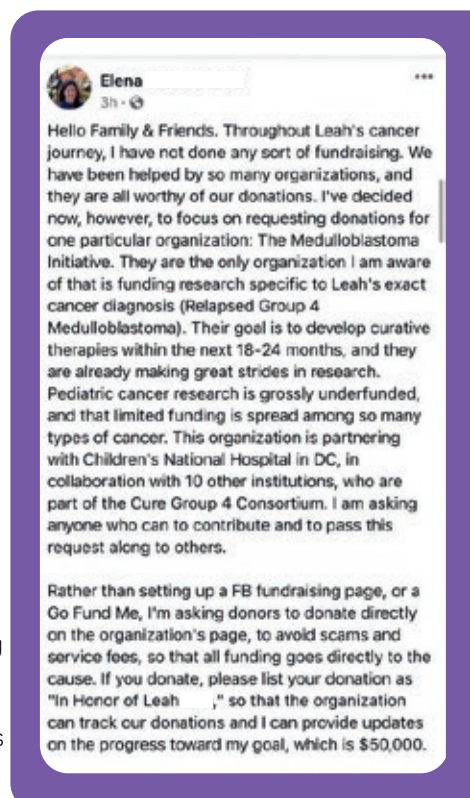 Elena
3h
Hello Family & Friends. Throughout Leah's cancer
journey, I have not done any sort of fundraising. We
have been helped by so many organizations, and
they are all worthy of our donations. I've decided
now, however, to focus on requesting donations for
one particular organization: The Medulloblastoma
Initiative. They are the only organization I am aware
of that is funding research specific to Leah's exact
cancer diagnosis (Relapsed Group 4
Medulloblastoma). Their goal is to develop curative
therapies within the next 18-24 months, and they
are already making great strides in research.
Pediatric cancer research is grossly underfunded,
and that limited funding is spread among so many
types of cancer. This organization is partnering
with Children's National Hospital in DC, in
collaboration with 10 other institutions, who are
part of the Cure Group 4 Consortium. I am asking
anyone who can to contribute and to pass this
request along to others.
Rather than setting up a FB fundraising page, or a
Go Fund Me, I'm asking donors to donate directly
on the organization's page, to avoid scams and
service fees, so that all funding goes directly to the
cause. If you donate, please list your donation as
"In Honor of Leah ," so that the organization
can track our donations and I can provide updates
on the progress toward my goal, which is $50,000.